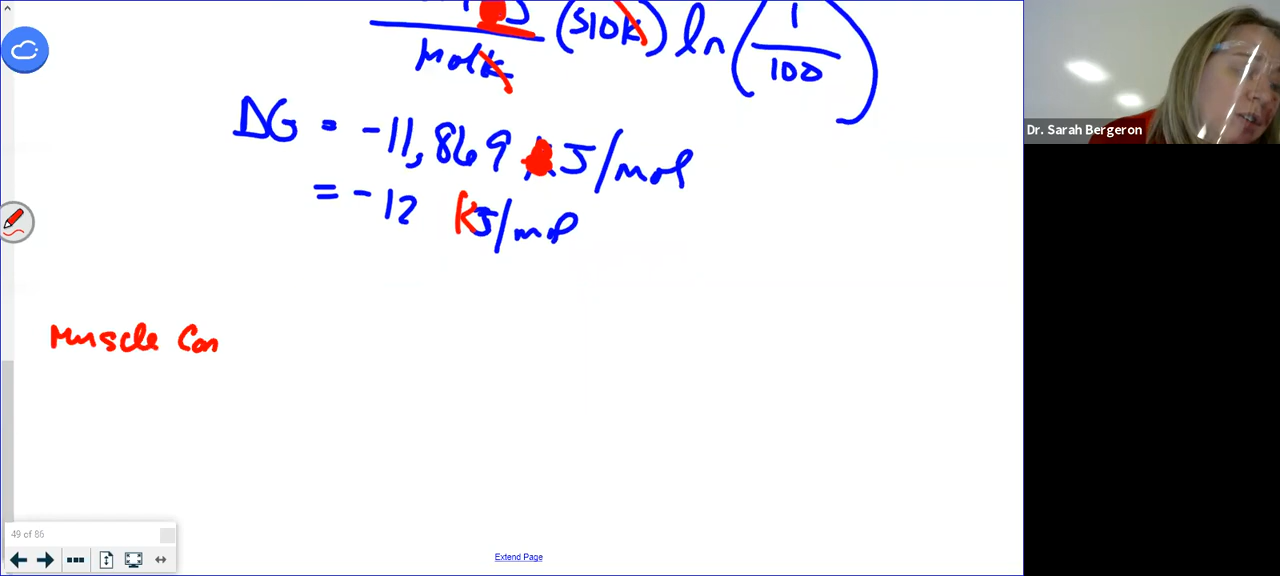 (310K) ln (1
molK 100)
ΔG = -11,869 J/mol
= -12 KJ/mol
Dr. Sarah Bergeron
Muscle Con
49 of 86
Extend Page